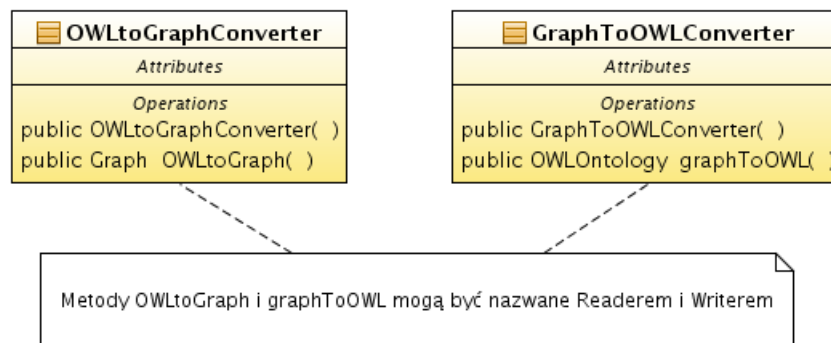 OWLtoGraphConverter
Attributes
Operations
public OWLtoGraphConverter( )
public Graph OWLtoGraph( )
GraphToOWLConverter
Attributes
Operations
public GraphToOWLConverter( )
public OWLOntology graphToOWL( )
Metody OWLtoGraph i graphToOWL mogą być nazwane Readerem i Writerem